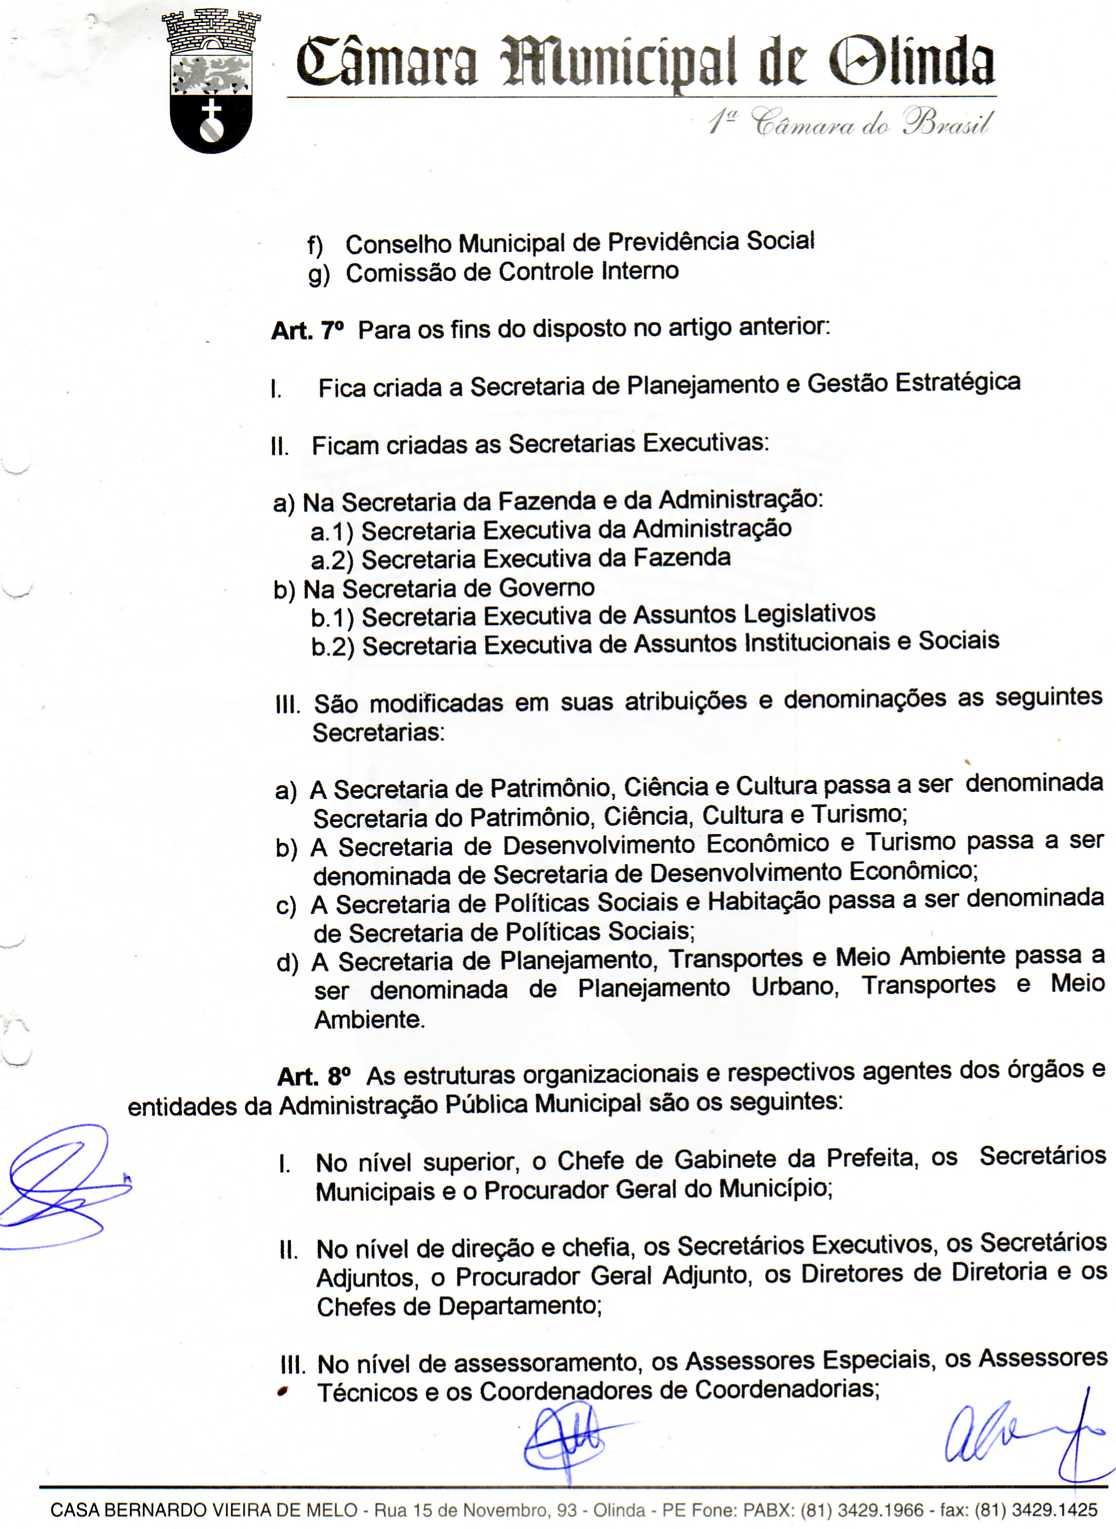 Câmara Municipal de Olinda
1ª Câmara do Brasil
f) Conselho Municipal de Previdência Social
g) Comissão de Controle Interno
Art. 7º Para os fins do disposto no artigo anterior:
I. Fica criada a Secretaria de Planejamento e Gestão Estratégica
II. Ficam criadas as Secretarias Executivas:
a) Na Secretaria da Fazenda e da Administração:
a.1) Secretaria Executiva da Administração
a.2) Secretaria Executiva da Fazenda
b) Na Secretaria de Governo
b.1) Secretaria Executiva de Assuntos Legislativos
b.2) Secretaria Executiva de Assuntos Institucionais e Sociais
III. São modificadas em suas atribuições e denominações as seguintes
Secretarias:
a) A Secretaria de Patrimônio, Ciência e Cultura passa a ser denominada
Secretaria do Patrimônio, Ciência, Cultura e Turismo;
b) A Secretaria de Desenvolvimento Econômico e Turismo passa a ser
denominada de Secretaria de Desenvolvimento Econômico;
c) A Secretaria de Políticas Sociais e Habitação passa a ser denominada
de Secretaria de Políticas Sociais;
d) A Secretaria de Planejamento, Transportes e Meio Ambiente passa a
ser denominada de Planejamento Urbano, Transportes e Meio
Ambiente.
Art. 8º As estruturas organizacionais e respectivos agentes dos órgãos e
entidades da Administração Pública Municipal são os seguintes:
I. No nível superior, o Chefe de Gabinete da Prefeita, os Secretários
Municipais e o Procurador Geral do Município;
II. No nível de direção e chefia, os Secretários Executivos, os Secretários
Adjuntos, o Procurador Geral Adjunto, os Diretores de Diretoria e os
Chefes de Departamento;
III. No nível de assessoramento, os Assessores Especiais, os Assessores
Técnicos e os Coordenadores de Coordenadorias;
CASA BERNARDO VIEIRA DE MELO - Rua 15 de Novembro, 93 - Olinda - PE Fone: PABX: (81) 3429.1966 - fax: (81) 3429.1425